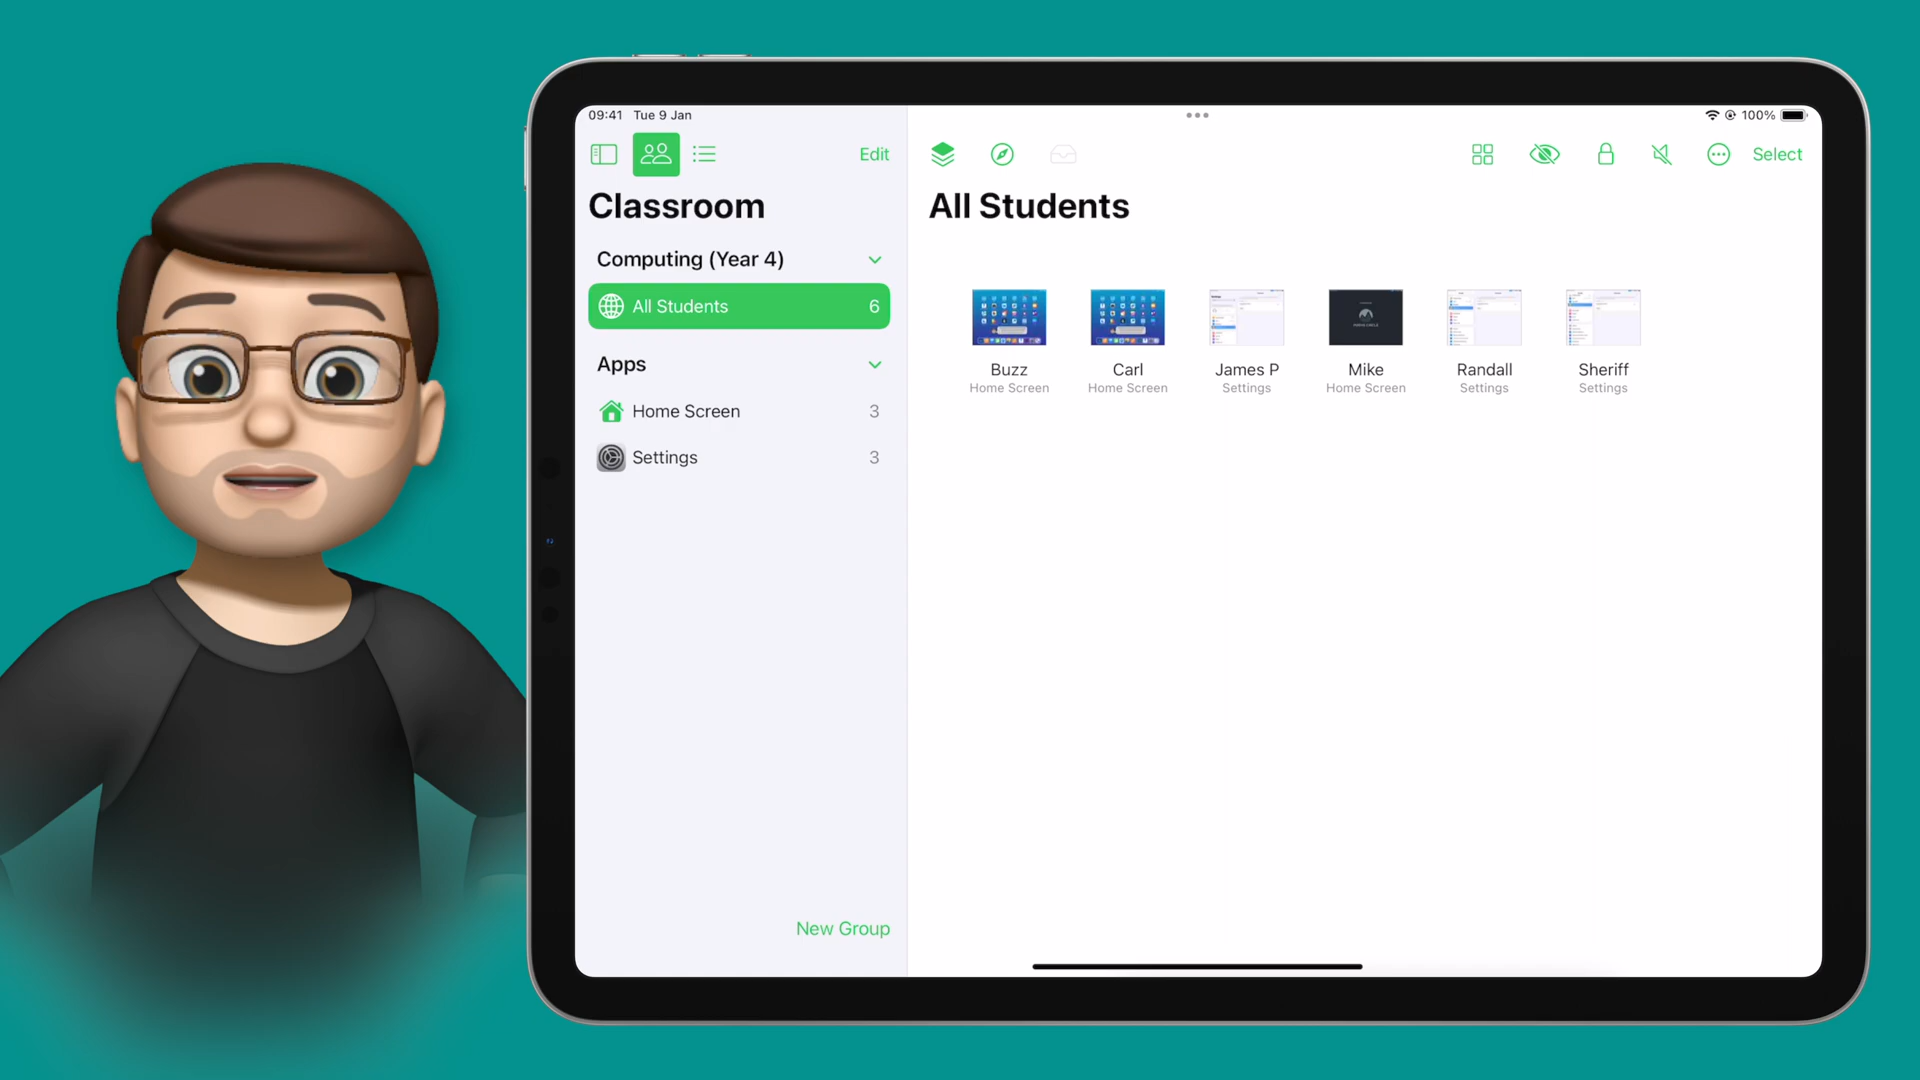 09:41 Tue 9 Jan
100%
Edit
Select
Classroom
All Students
Computing (Year 4)
All Students 6
Apps
Home Screen 3
Settings 3
Buzz
Home Screen
Carl
Home Screen
James P
Settings
Mike
Home Screen
Randall
Settings
Sheriff
Settings
New Group